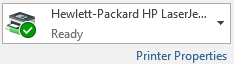 Hewlett-Packard HP LaserJe...
Ready
Printer Properties